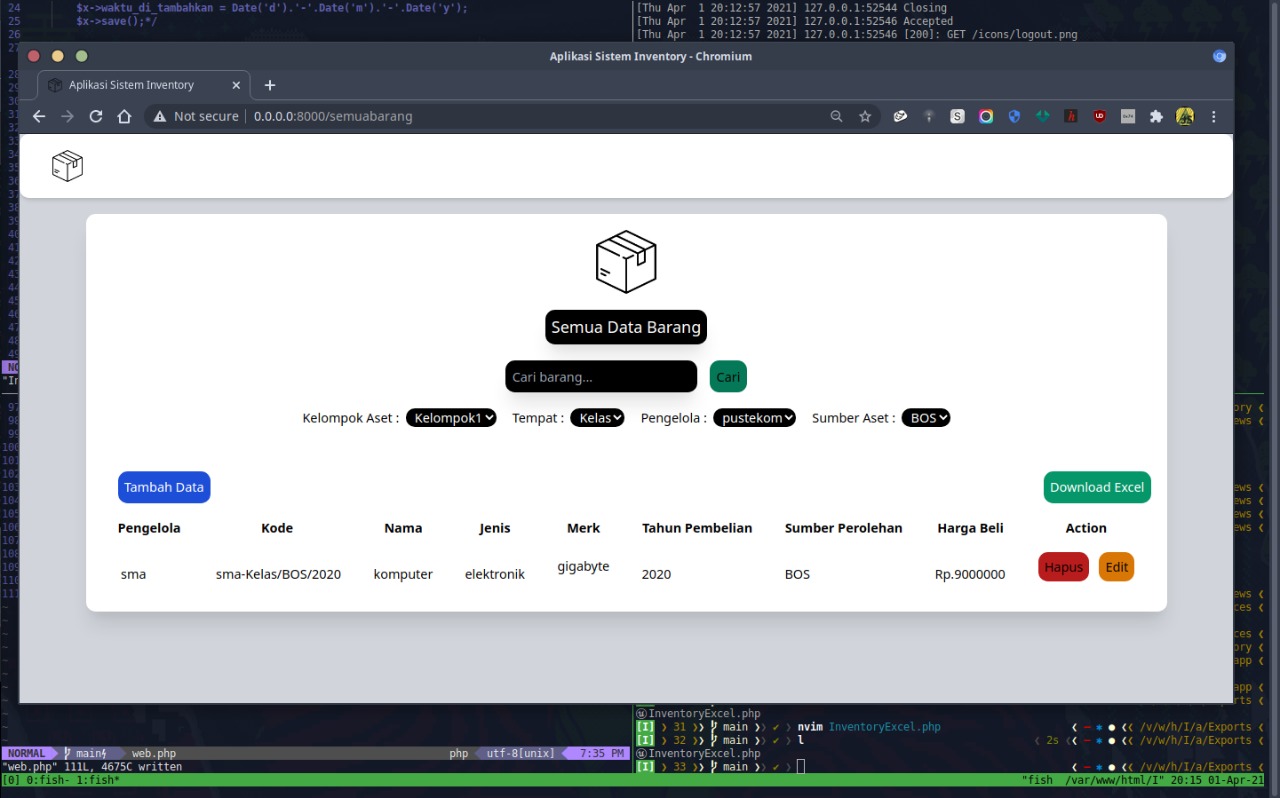 24 $x->waktu_di_tambahkan = Date('d').'-'.Date('m').'-'.Date('y');
25 $x->save();*/
26
27
[Thu Apr  1 20:12:57 2021] 127.0.0.1:52544 Closing
[Thu Apr  1 20:12:57 2021] 127.0.0.1:52546 Accepted
[Thu Apr  1 20:12:57 2021] 127.0.0.1:52546 [200]: GET /icons/logout.png
Aplikasi Sistem Inventory - Chromium
Aplikasi Sistem Inventory
Not secure 0.0.0.0:8000/semuabarang
Semua Data Barang
Cari barang... Cari
Kelompok Aset : Kelompok1 Tempat : Kelas Pengelola : pustekom Sumber Aset : BOS
Tambah Data Download Excel
Pengelola Kode Nama Jenis Merk Tahun Pembelian Sumber Perolehan Harga Beli Action
sma sma-Kelas/BOS/2020 komputer elektronik gigabyte 2020 BOS Rp.9000000 Hapus Edit
InventoryExcel.php
[I] 31 main ✔ nvim InventoryExcel.php /v/w/h/I/a/Exports
[I] 32 main ✔ l 2s /v/w/h/I/a/Exports
InventoryExcel.php
[I] 33 main ✔ /v/w/h/I/a/Exports
NORMAL main web.php php utf-8[unix] 7:35 PM
"web.php" 111L, 4675C written
[0] 0:fish- 1:fish* "fish  /var/www/html/I" 20:15 01-Apr-21